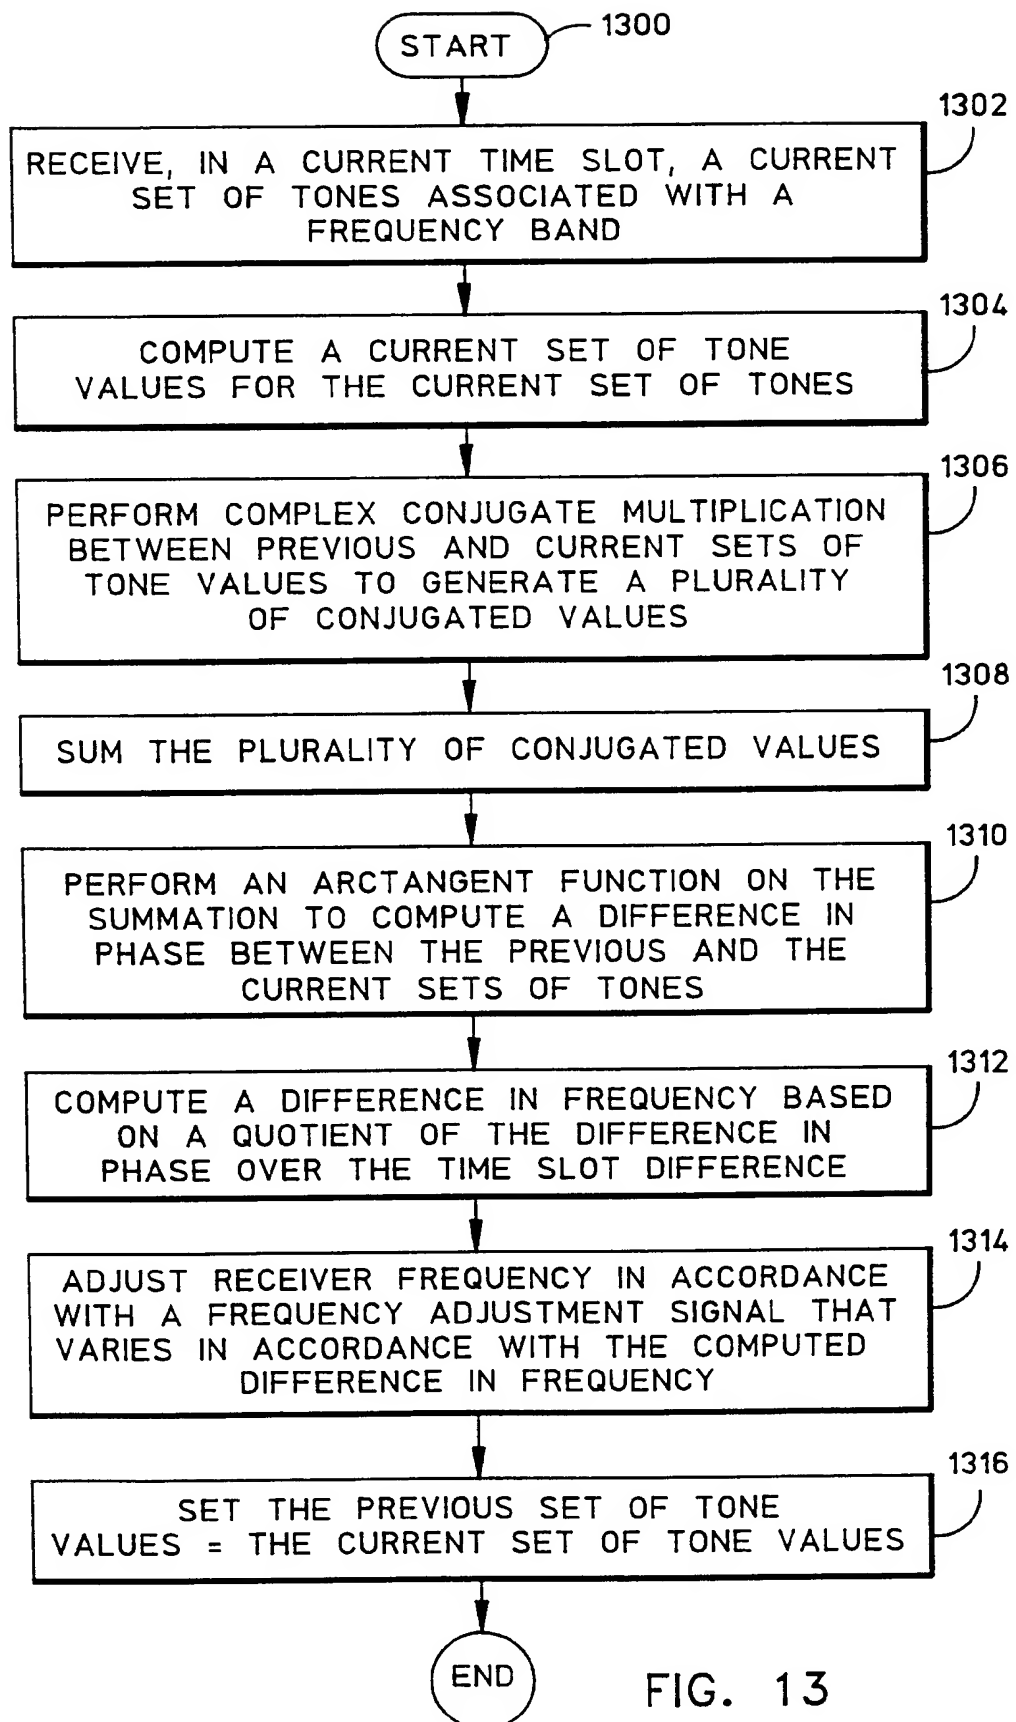 START
1300
1302
RECEIVE, IN A CURRENT TIME SLOT, A CURRENT
SET OF TONES ASSOCIATED WITH A
FREQUENCY BAND
1304
COMPUTE A CURRENT SET OF TONE
VALUES FOR THE CURRENT SET OF TONES
1306
PERFORM COMPLEX CONJUGATE MULTIPLICATION
BETWEEN PREVIOUS AND CURRENT SETS OF
TONE VALUES TO GENERATE A PLURALITY
OF CONJUGATED VALUES
1308
SUM THE PLURALITY OF CONJUGATED VALUES
1310
PERFORM AN ARCTANGENT FUNCTION ON THE
SUMMATION TO COMPUTE A DIFFERENCE IN
PHASE BETWEEN THE PREVIOUS AND THE
CURRENT SETS OF TONES
1312
COMPUTE A DIFFERENCE IN FREQUENCY BASED
ON A QUOTIENT OF THE DIFFERENCE IN
PHASE OVER THE TIME SLOT DIFFERENCE
1314
ADJUST RECEIVER FREQUENCY IN ACCORDANCE
WITH A FREQUENCY ADJUSTMENT SIGNAL THAT
VARIES IN ACCORDANCE WITH THE COMPUTED
DIFFERENCE IN FREQUENCY
1316
SET THE PREVIOUS SET OF TONE
VALUES = THE CURRENT SET OF TONE VALUES
END
FIG. 13